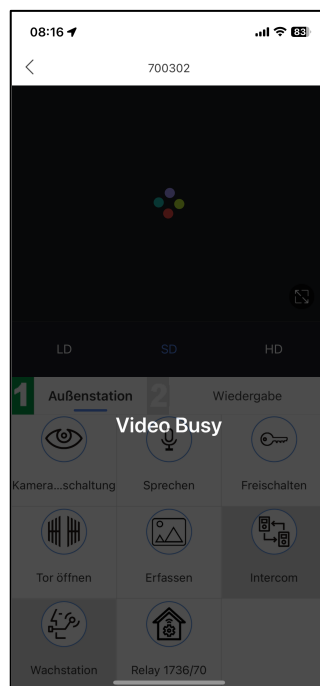 08:16
83
700302
LD SD HD
1 Außenstation 2 Wiedergabe
Video Busy
Kamera...schaltung Sprechen Freischalten
Tor öffnen Erfassen Intercom
Wachstation Relay 1736/70